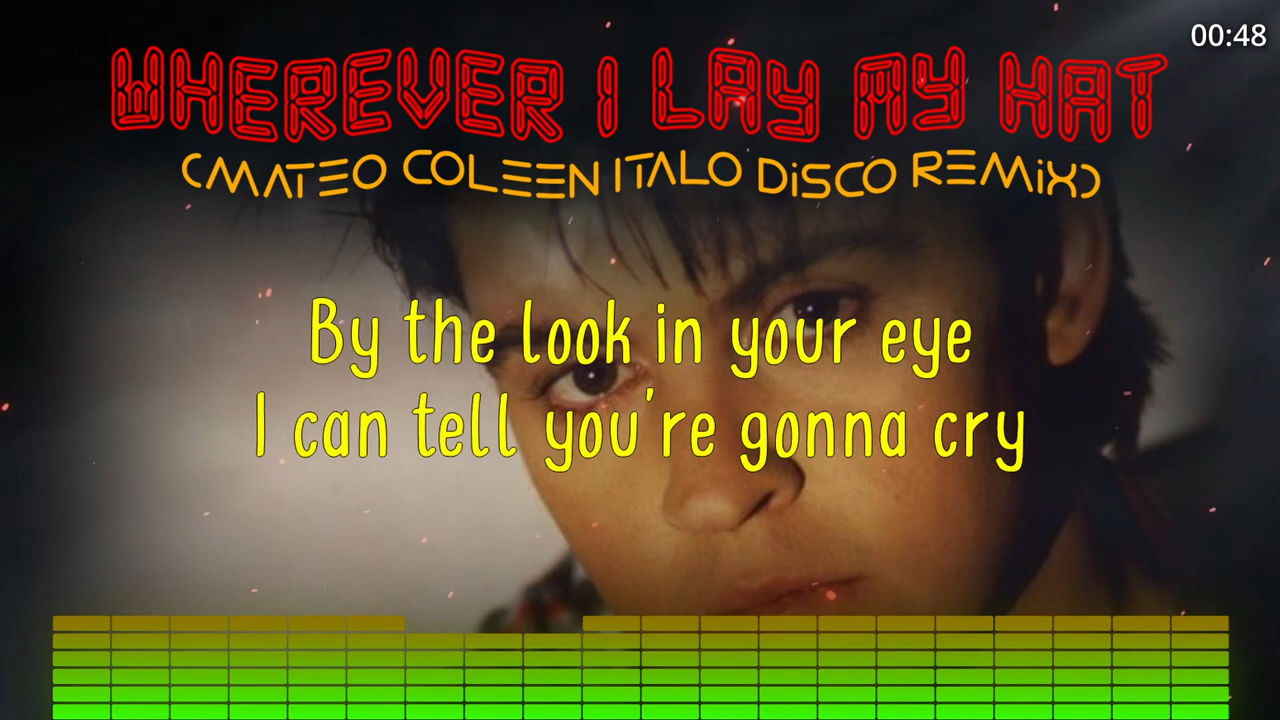 00:48
WHEREVER I LAY MY HAT
(MATEO COLEEN ITALO DiSCO REMiX)
By the look in your eye
I can tell you're gonna cry